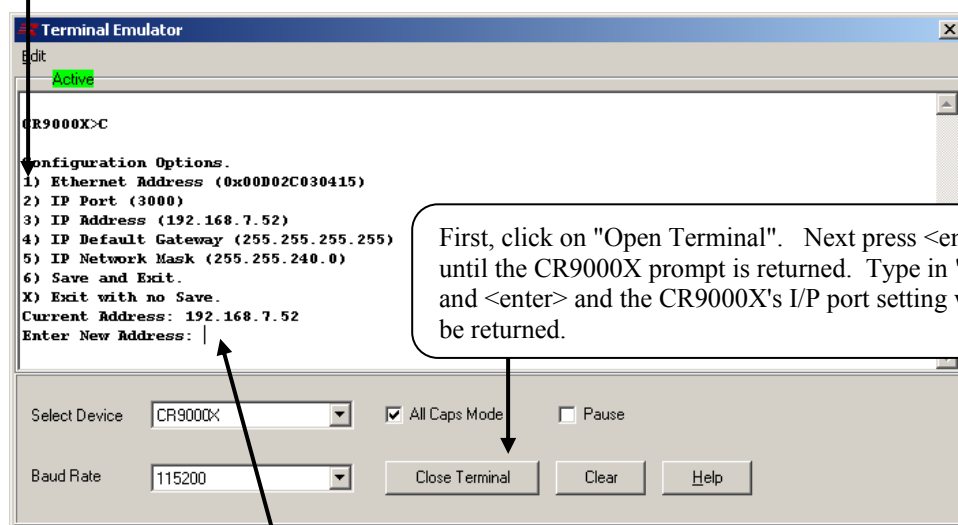 Terminal Emulator
Edit
Active
CR9000X>C
Configuration Options.
1) Ethernet Address (0x00D02C030415)
2) IP Port (3000)
3) IP Address (192.168.7.52)
4) IP Default Gateway (255.255.255.255)
5) IP Network Mask (255.255.240.0)
6) Save and Exit.
X) Exit with no Save.
Current Address: 192.168.7.52
Enter New Address:
First, click on "Open Terminal". Next press
until the CR9000X prompt is returned. Type in
and <enter> and the CR9000X's I/P port setting
be returned.
Select Device CR9000X All Caps Mode Pause
Baud Rate 115200 Close Terminal Clear Help